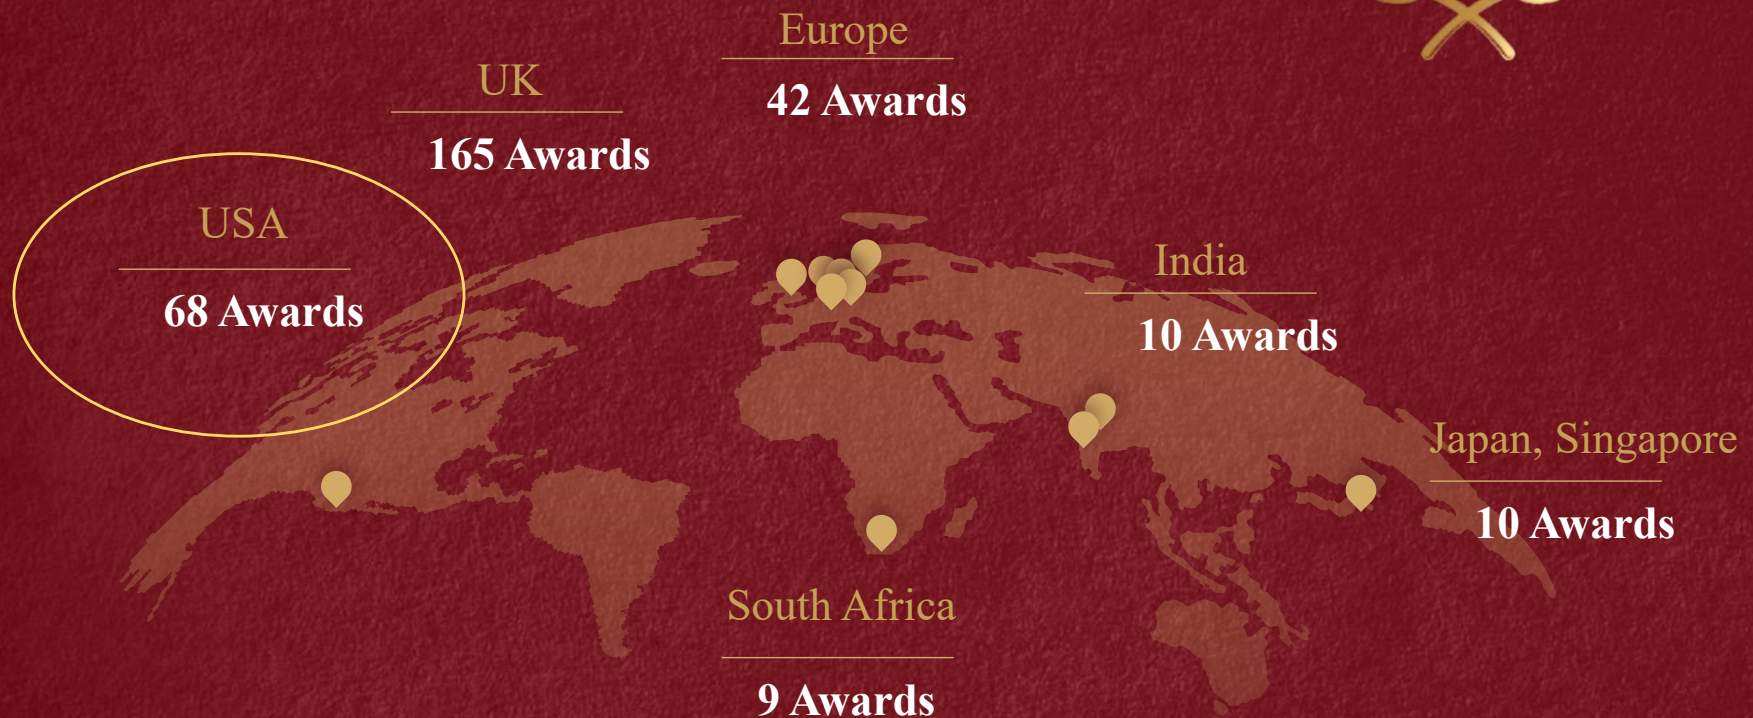 Europe
42 Awards
UK
165 Awards
USA
68 Awards
India
10 Awards
Japan, Singapore
10 Awards
South Africa
9 Awards